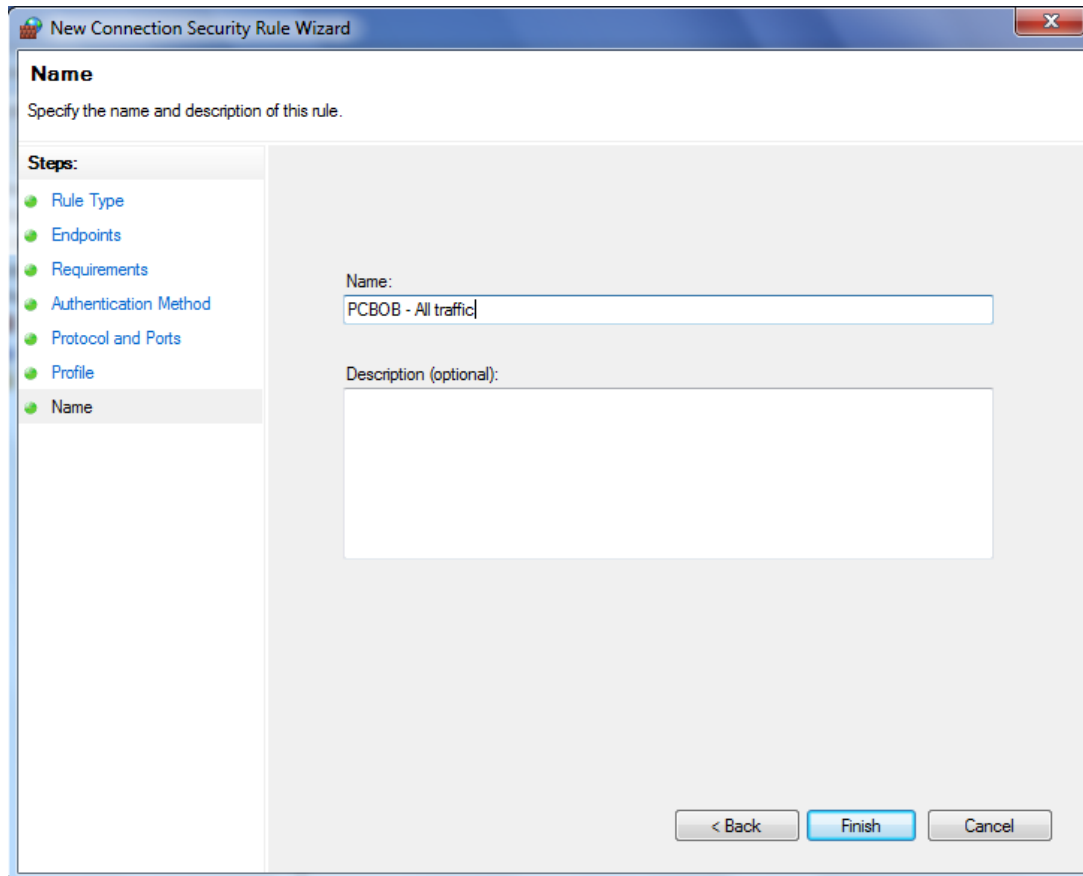 New Connection Security Rule Wizard
Name
Specify the name and description of this rule.
Steps:
Rule Type
Endpoints
Requirements
Authentication Method
Protocol and Ports
Profile
Name
Name:
PCBOB - All traffic
Description (optional):
< Back Finish Cancel